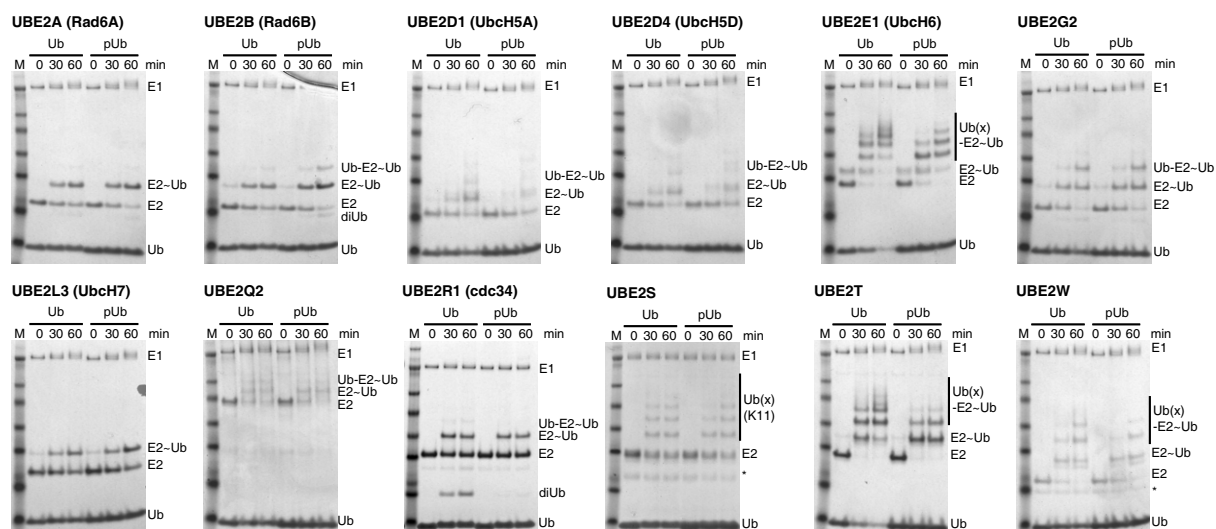 UBE2A (Rad6A)
Ub pUb
M 0 30 60 0 30 60 min
E1
E2~Ub
E2
Ub
UBE2B (Rad6B)
Ub pUb
M 0 30 60 0 30 60 min
E1
Ub-E2~Ub
E2~Ub
E2
diUb
Ub
UBE2D1 (UbcH5A)
Ub pUb
M 0 30 60 0 30 60 min
E1
Ub-E2~Ub
E2~Ub
E2
Ub
UBE2D4 (UbcH5D)
Ub pUb
M 0 30 60 0 30 60 min
E1
Ub-E2~Ub
E2~Ub
E2
Ub
UBE2E1 (UbcH6)
Ub pUb
M 0 30 60 0 30 60 min
E1
Ub(x)
-E2~Ub
E2~Ub
E2
Ub
UBE2G2
Ub pUb
M 0 30 60 0 30 60 min
E1
Ub-E2~Ub
E2~Ub
E2
Ub
UBE2L3 (UbcH7)
Ub pUb
M 0 30 60 0 30 60 min
E1
E2~Ub
E2
Ub
UBE2Q2
Ub pUb
M 0 30 60 0 30 60 min
E1
Ub-E2~Ub
E2~Ub
E2
Ub
UBE2R1 (cdc34)
Ub pUb
M 0 30 60 0 30 60 min
E1
Ub-E2~Ub
E2~Ub
E2
diUb
Ub
UBE2S
Ub pUb
M 0 30 60 0 30 60 min
E1
Ub(x)
(K11)
E2
*
Ub
UBE2T
Ub pUb
M 0 30 60 0 30 60 min
E1
Ub(x)
-E2~Ub
E2~Ub
E2
Ub
UBE2W
Ub pUb
M 0 30 60 0 30 60 min
E1
Ub(x)
-E2~Ub
E2~Ub
E2
*
Ub